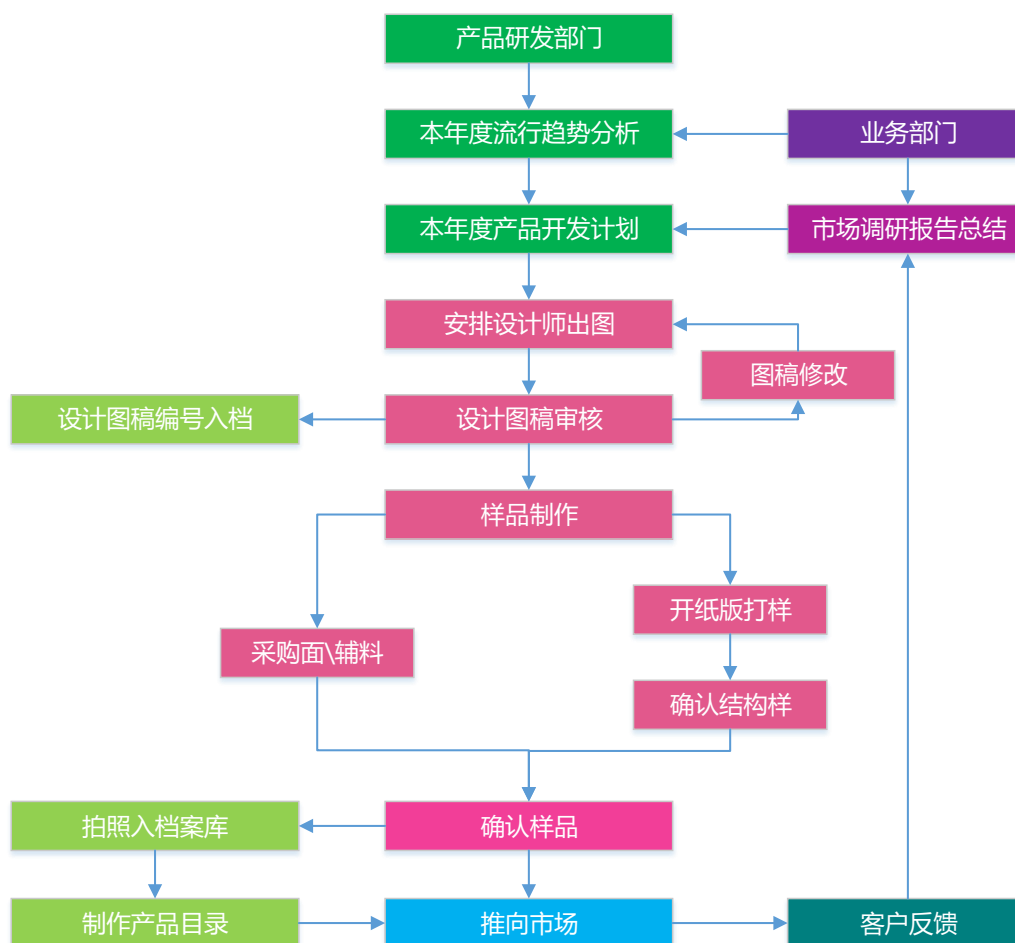 产品研发部门
本年度流行趋势分析
业务部门
本年度产品开发计划
市场调研报告总结
安排设计师出图
图稿修改
设计图稿编号入档
设计图稿审核
样品制作
开纸版打样
采购面\辅料
确认结构样
拍照入档案库
确认样品
制作产品目录
推向市场
客户反馈